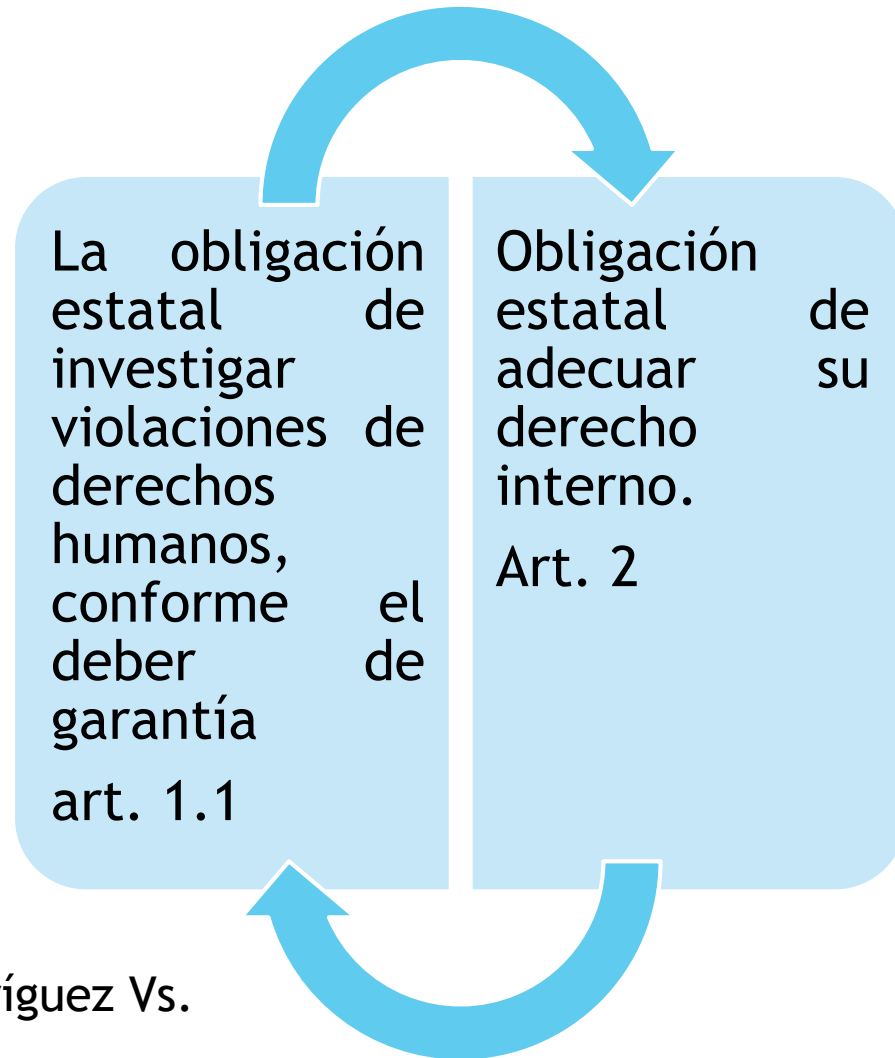 La obligación
estatal de
investigar
violaciones de
derechos
humanos,
conforme el
deber de
garantía
art. 1.1
Obligación
estatal de
adecuar su
derecho
interno.
Art. 2
íguez Vs.